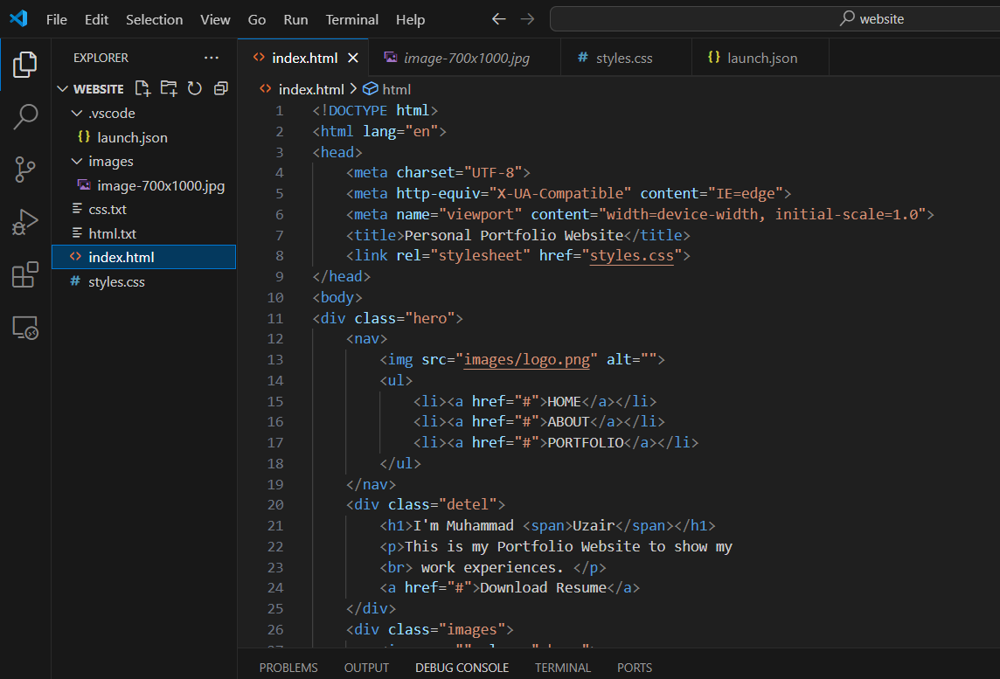 File Edit Selection View Go Run Terminal Help
website
EXPLORER
WEBSITE
.vscode
{} launch.json
images
image-700x1000.jpg
css.txt
html.txt
<> index.html
# styles.css
<> index.html
image-700x1000.jpg
# styles.css
{} launch.json
<> index.html > html
1 <!DOCTYPE html>
2 <html lang="en">
3 <head>
4 <meta charset="UTF-8">
5 <meta http-equiv="X-UA-Compatible" content="IE=edge">
6 <meta name="viewport" content="width=device-width, initial-scale=1.0">
7 <title>Personal Portfolio Website</title>
8 <link rel="stylesheet" href="styles.css">
9 </head>
10 <body>
11 <div class="hero">
12 <nav>
13 <img src="images/logo.png" alt="">
14 <ul>
15 <li><a href="#">HOME</a></li>
16 <li><a href="#">ABOUT</a></li>
17 <li><a href="#">PORTFOLIO</a></li>
18 </ul>
19 </nav>
20 <div class="detel">
21 <h1>I'm Muhammad <span>Uzair</span></h1>
22 <p>This is my Portfolio Website to show my
23 <br> work experiences. </p>
24 <a href="#">Download Resume</a>
25 </div>
26 <div class="images">
PROBLEMS OUTPUT DEBUG CONSOLE TERMINAL PORTS